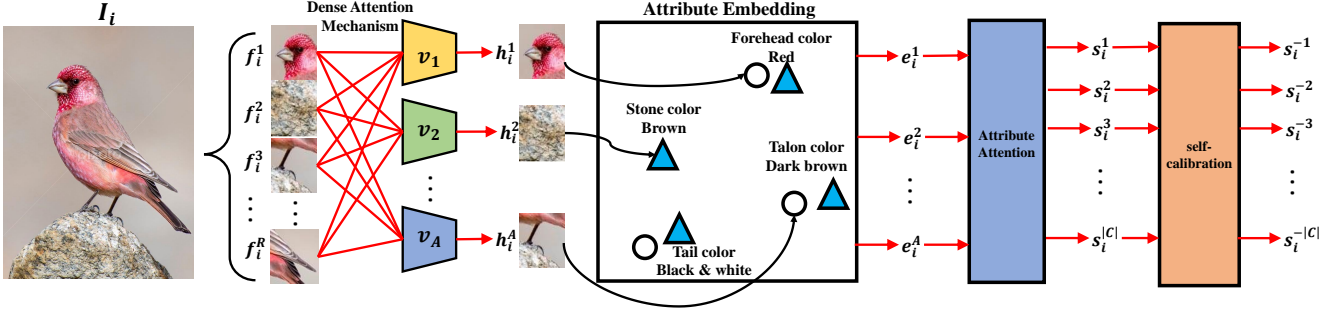 I_i
f_i^1
f_i^2
f_i^3
⋮ ⋮
f_i^R
Dense Attention
Mechanism
v_1
v_2
⋮
v_A
h_i^1
h_i^2
⋮
h_i^A
Attribute Embedding
Forehead color
Red
Stone color
Brown
Talon color
Dark brown
Tail color
Black & white
e_i^1
e_i^2
⋮
e_i^A
Attribute
Attention
s_i^1
s_i^2
s_i^3
⋮
s_i^|C|
self-
calibration
s_i^-1
s_i^-2
s_i^-3
⋮
s_i^-|C|